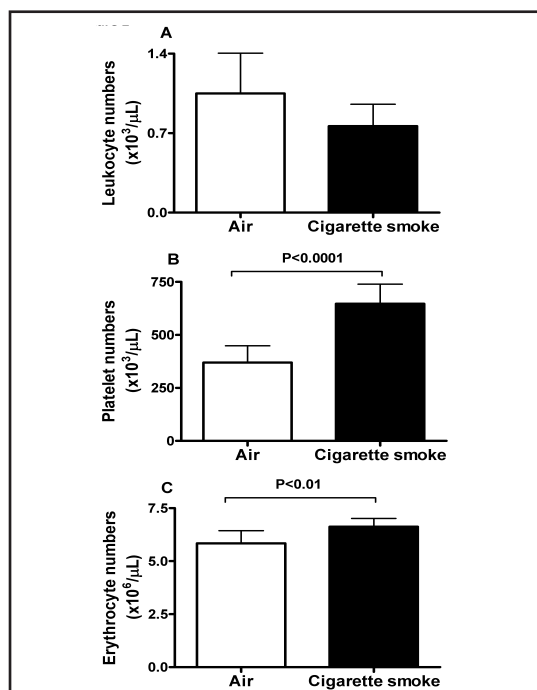 A
Leukocyte numbers
(x10³/µL)
1.4
0.7
0.0
Air Cigarette smoke
B
P<0.0001
Platelet numbers
(x10³/µL)
750
500
250
0
Air Cigarette smoke
C
P<0.01
Erythrocyte numbers
(x10⁶/µL)
7.5
5.0
2.5
0.0
Air Cigarette smoke